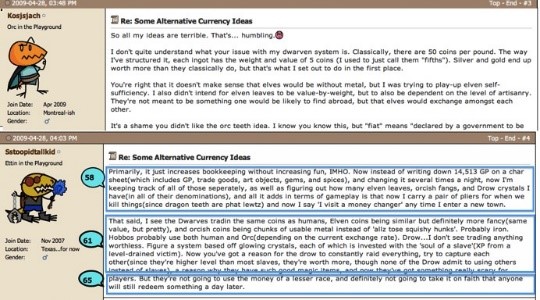 2009-04-28, 03:48 PM
Top - End - #3
Kosjsjach
Orc in the Playground
Join Date: Apr 2009
Location: Montreal-ish
Gender:
Re: Some Alternative Currency Ideas
So all my ideas are terrible. That's... humbling.
I don't quite understand what your issue with my dwarven system is. Classically, there are 50 coins per pound. The way
I've structured it, each ingot has the weight and value of 5 coins (I used to just call them "fifths"). Silver and gold end up
worth more than they classically do, but that's what I set out to do in the first place.
You're right that it doesn't make sense that elves would be without metal, but I was trying to play-up elven self-
sufficiency. I also didn't intend for elven leaves to be value-by-weight, but to also be dependent on the level of artisanry.
They're not meant to be something one would be likely to find abroad, but that elves would exchange amongst each
other.
It's a shame you didn't like the orc teeth idea. I know you know this, but "fiat" means "declared by a government to be
2009-04-28, 04:03 PM
Top - End - #4
Sstoopidtallkid
Ettin in the Playground
Join Date: Nov 2007
Location: Texas...for now
Gender:
Re: Some Alternative Currency Ideas
58
Primarily, it just increases bookkeeping without increasing fun, IMHO. Now instead of writing down 14,513 GP on a char
sheet(which includes GP, trade goods, art objects, gems, and spices), and changing it several times a night, now I'm
keeping track of all of those seperately, as well as figuring out how many elven leaves, orcish fangs, and Drow crystals I
have(in all of their denominations), and all it adds in terms of gameplay is that now I carry a pair of pliers for when we
kill things(since dragon teeth are phat lewtz) and now I say 'I visit a money changer' any time I enter a new town.
61
That said, I see the Dwarves tradin the same coins as humans, Elven coins being similar but definitely more fancy(same
value, but pretty), and orcish coins being chunks of usable metal instead of 'aliz tose squishy hunks'. Probably iron.
Hobbos probably use both human and Orc(depending on the current exchange rate). Drow...I don't see trading anything
worthless. Figure a system based off glowing crystals, each of which is invested with the 'soul of a slave'(XP from a
level-drained victim). Now you've got a reason for the drow to constantly raid everything, try to capture each
other(since they're higher level than most slaves, they're worth more, though none of the Drow admit to using others
instead of slaves), a reason why they have such good magic items, and now they've got something really scary for
65
players. But they're not using the money of a lesser race, and definitely not going to take it on faith that anyone
will still redeem something a day later.